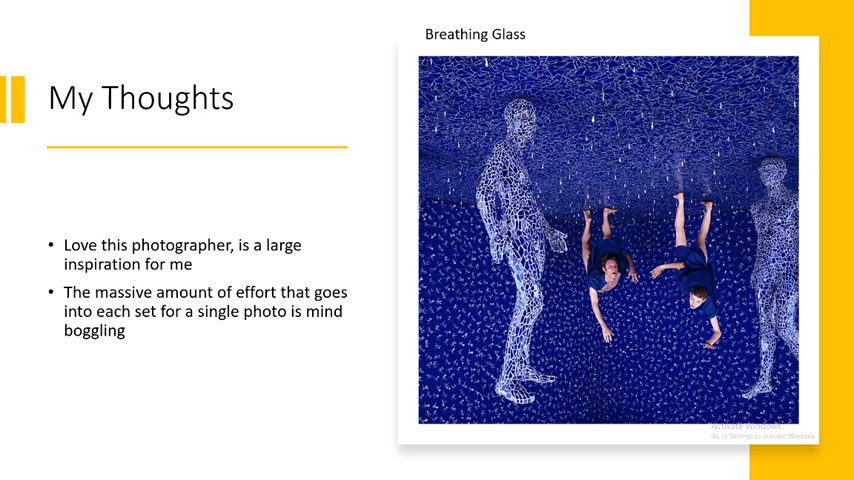 Breathing Glass
My Thoughts
• Love this photographer, is a large
inspiration for me
• The massive amount of effort that goes
into each set for a single photo is mind
boggling
Activate Windows
Go to Settings to activate Windows.